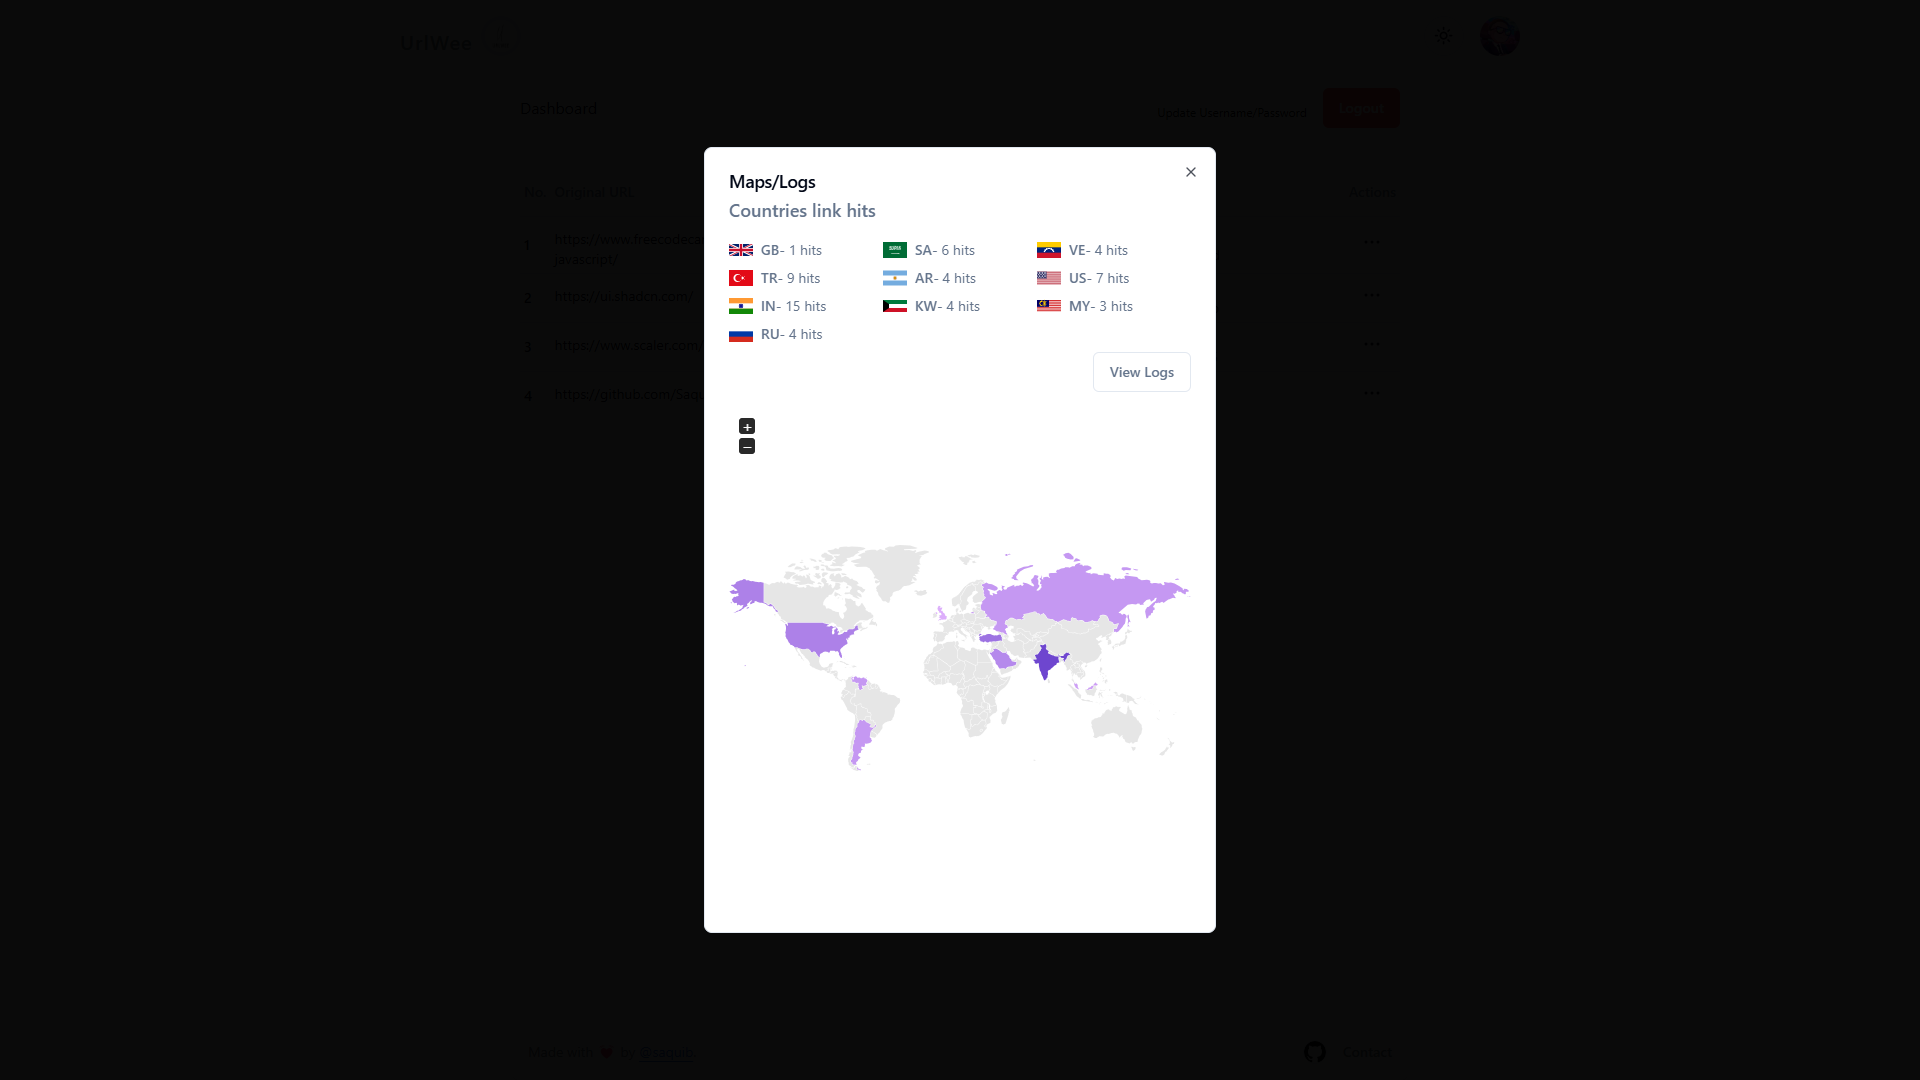 UrlWee
Dashboard
Update Username/Password
Logout
No. Original URL
Actions
1
https://www.freecodeca
javascript/
2 https://ui.shadcn.com/
3 https://www.scaler.com/
4 https://github.com/Saqu
Maps/Logs
Countries link hits
GB- 1 hits SA- 6 hits VE- 4 hits
TR- 9 hits AR- 4 hits US- 7 hits
IN- 15 hits KW- 4 hits MY- 3 hits
RU- 4 hits
View Logs
+
−
Made with by
Contact